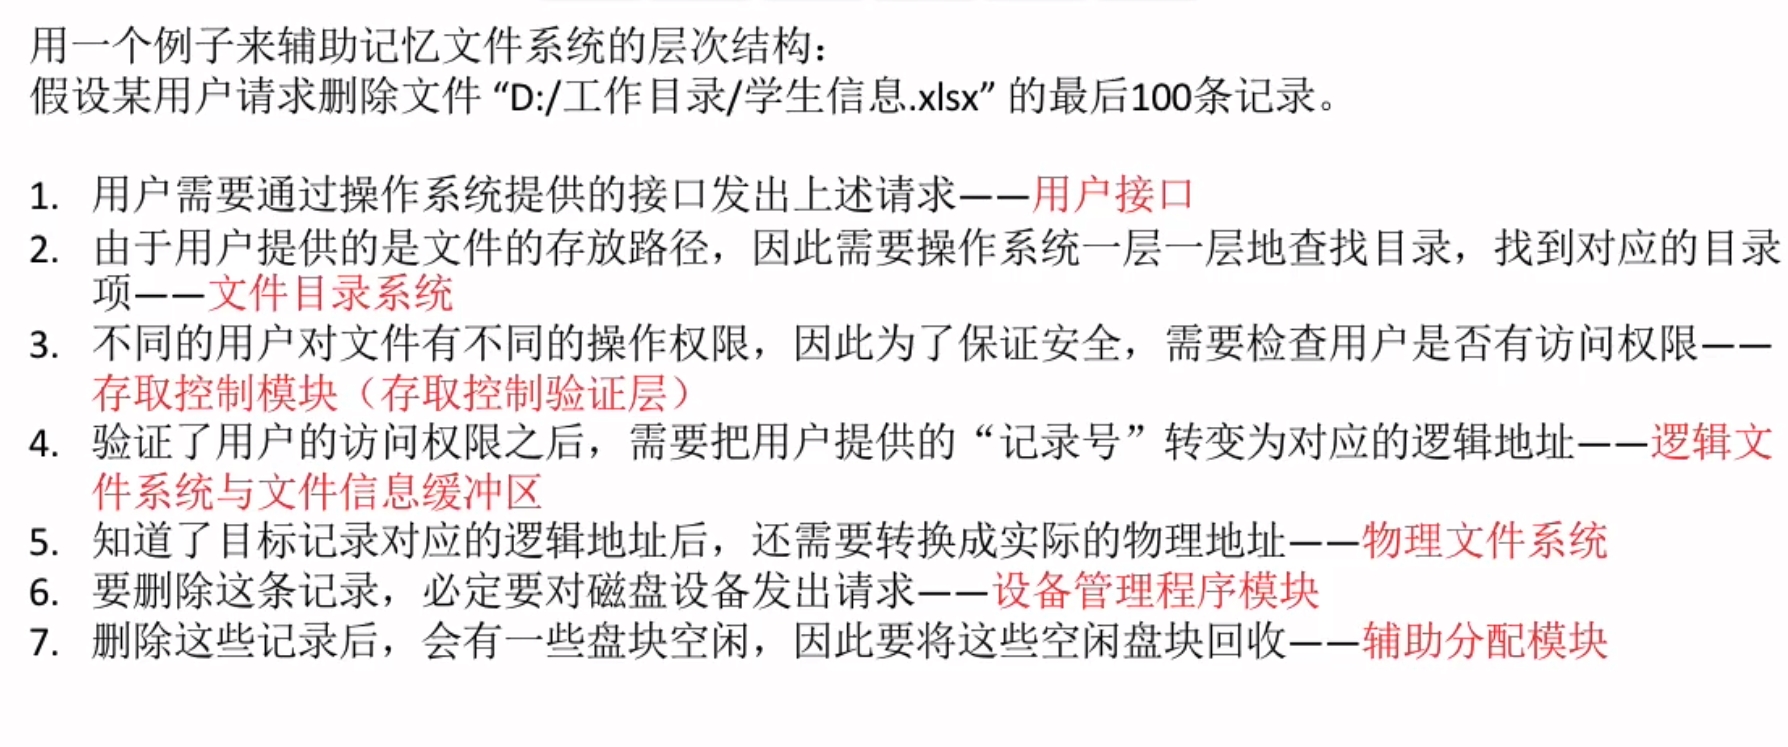 用一个例子来辅助记忆文件系统的层次结构：
假设某用户请求删除文件 “D:/工作目录/学生信息.xlsx” 的最后100条记录。
1. 用户需要通过操作系统提供的接口发出上述请求——用户接口
2. 由于用户提供的是文件的存放路径，因此需要操作系统一层一层地查找目录，找到对应的目录
项——文件目录系统
3. 不同的用户对文件有不同的操作权限，因此为了保证安全，需要检查用户是否有访问权限——
存取控制模块（存取控制验证层）
4. 验证了用户的访问权限之后，需要把用户提供的“记录号”转变为对应的逻辑地址——逻辑文
件系统与文件信息缓冲区
5. 知道了目标记录对应的逻辑地址后，还需要转换成实际的物理地址——物理文件系统
6. 要删除这条记录，必定要对磁盘设备发出请求——设备管理程序模块
7. 删除这些记录后，会有一些盘块空闲，因此要将这些空闲盘块回收——辅助分配模块